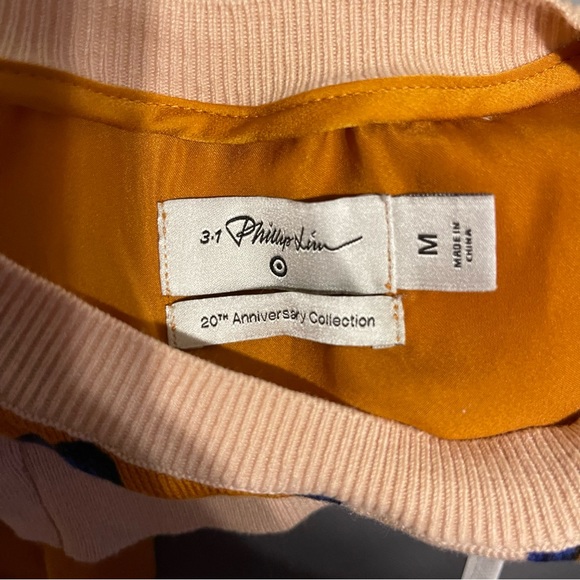 3.1 Phillip Lim
20TH Anniversary Collection
M
MADE IN
CHINA